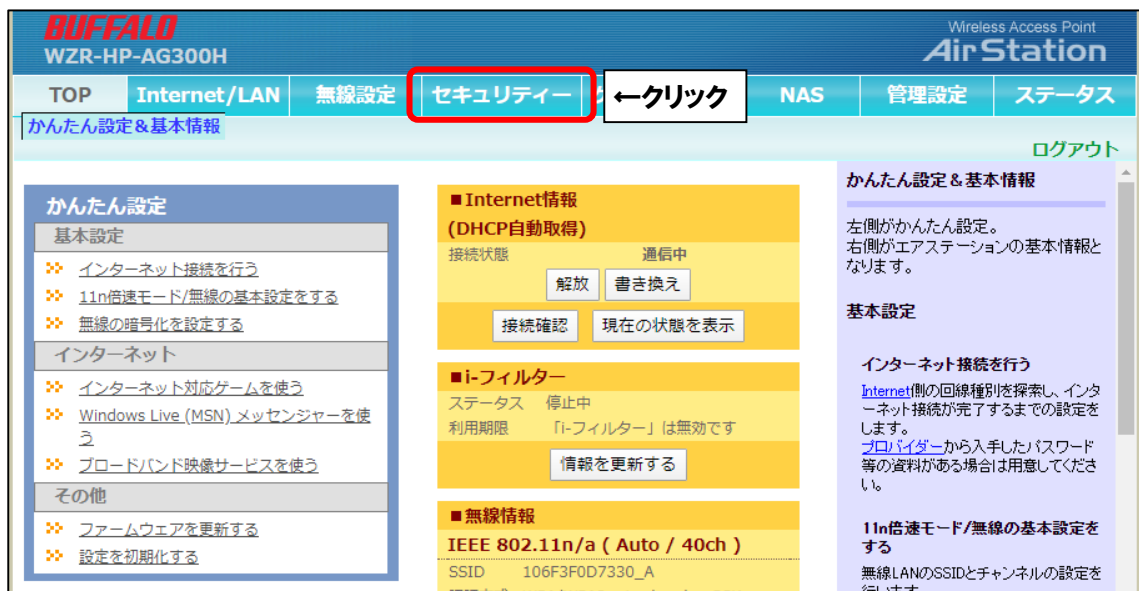 BUFFALO
WZR-HP-AG300H
Wireless Access Point
AirStation
TOP Internet/LAN 無線設定 セキュリティー ←クリック NAS 管理設定 ステータス
かんたん設定&基本情報
ログアウト
かんたん設定
基本設定
インターネット接続を行う
11n倍速モード/無線の基本設定をする
無線の暗号化を設定する
インターネット
インターネット対応ゲームを使う
Windows Live (MSN) メッセンジャーを使
う
ブロードバンド映像サービスを使う
その他
ファームウェアを更新する
設定を初期化する
■Internet情報
(DHCP自動取得)
接続状態 通信中
解放 書き換え
接続確認 現在の状態を表示
■i-フィルター
ステータス 停止中
利用期限 「i-フィルター」は無効です
情報を更新する
■無線情報
IEEE 802.11n/a ( Auto / 40ch )
SSID 106F3F0D7330_A
かんたん設定&基本情報
左側がかんたん設定。
右側がエアステーションの基本情報と
なります。
基本設定
インターネット接続を行う
Internet側の回線種別を探索し、インタ
ーネット接続が完了するまでの設定を
します。
プロバイダーから入手したパスワード
等の資料がある場合は用意してくださ
い。
11n倍速モード/無線の基本設定を
する
無線LANのSSIDとチャンネルの設定を
行います。